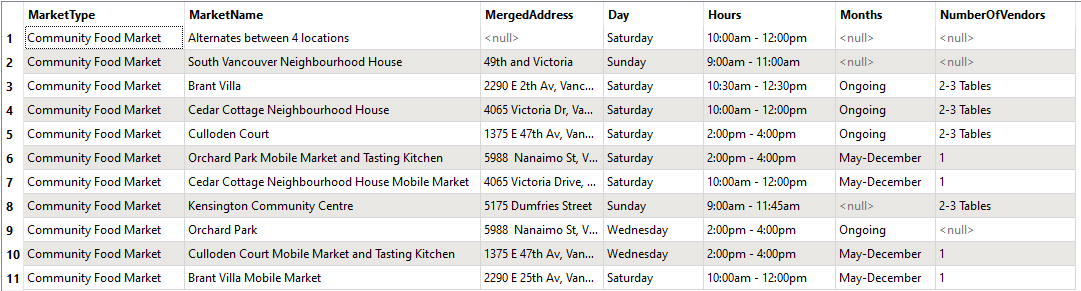 MarketType MarketName MergedAddress Day Hours Months NumberOfVendors
1 Community Food Market Alternates between 4 locations <null> Saturday 10:00am - 12:00pm <null> <null>
2 Community Food Market South Vancouver Neighbourhood House 49th and Victoria Sunday 9:00am - 11:00am <null> <null>
3 Community Food Market Brant Villa 2290 E 2th Av, Vanc... Saturday 10:30am - 12:30pm Ongoing 2-3 Tables
4 Community Food Market Cedar Cottage Neighbourhood House 4065 Victoria Dr, Va... Saturday 10:00am - 12:00pm Ongoing 2-3 Tables
5 Community Food Market Culloden Court 1375 E 47th Av, Van... Saturday 2:00pm - 4:00pm Ongoing 2-3 Tables
6 Community Food Market Orchard Park Mobile Market and Tasting Kitchen 5988  Nanaimo St, V... Saturday 2:00pm - 4:00pm May-December 1
7 Community Food Market Cedar Cottage Neighbourhood House Mobile Market 4065 Victoria Drive, ... Saturday 10:00am - 12:00pm May-December 1
8 Community Food Market Kensington Community Centre 5175 Dumfries Street Sunday 9:00am - 11:45am <null> 2-3 Tables
9 Community Food Market Orchard Park 5988  Nanaimo St, V... Wednesday 2:00pm - 4:00pm Ongoing <null>
10 Community Food Market Culloden Court Mobile Market and Tasting Kitchen 1375 E 47th Av, Van... Wednesday 2:00pm - 4:00pm May-December 1
11 Community Food Market Brant Villa Mobile Market 2290 E 25th Av, Van... Saturday 10:00am - 12:00pm May-December 1